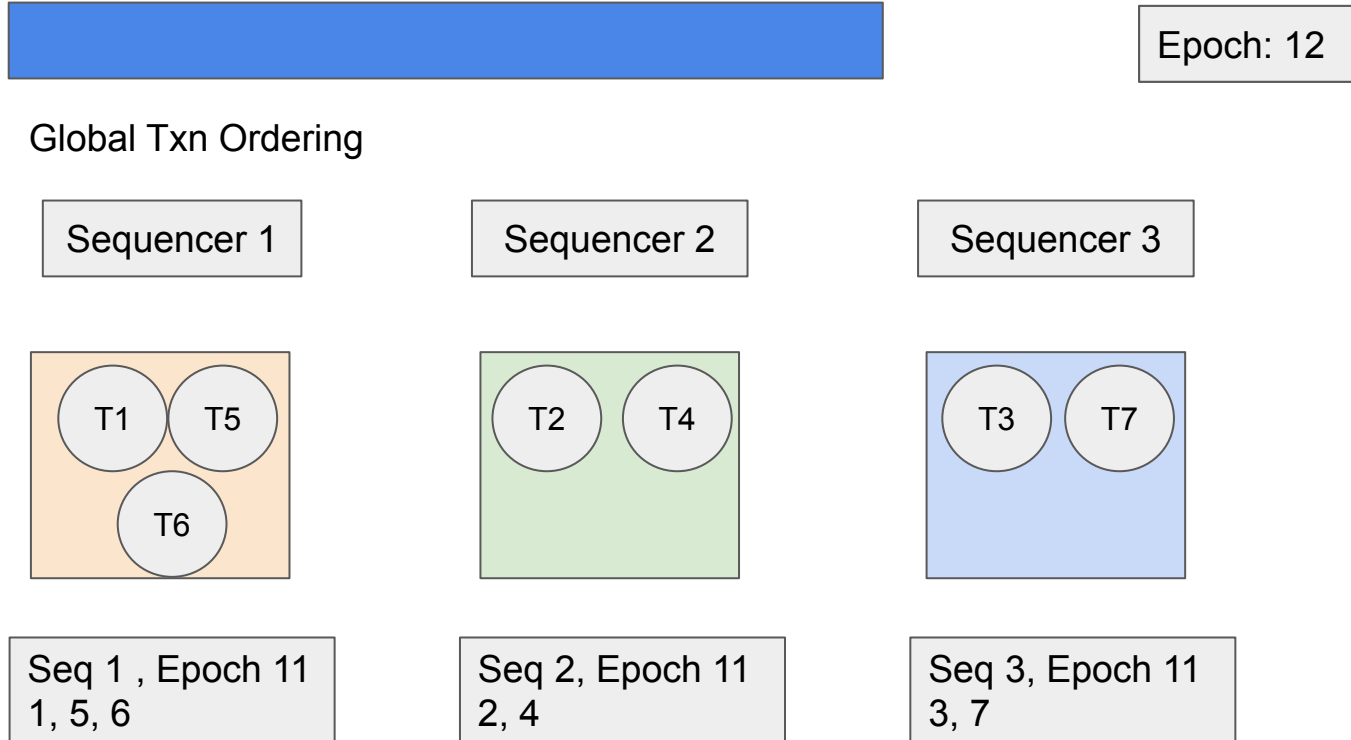 Epoch: 12
Global Txn Ordering
Sequencer 1
Sequencer 2
Sequencer 3
T1
T5
T2
T4
T3
T7
T6
Seq 1 , Epoch 11
1, 5, 6
Seq 2, Epoch 11
2, 4
Seq 3, Epoch 11
3, 7